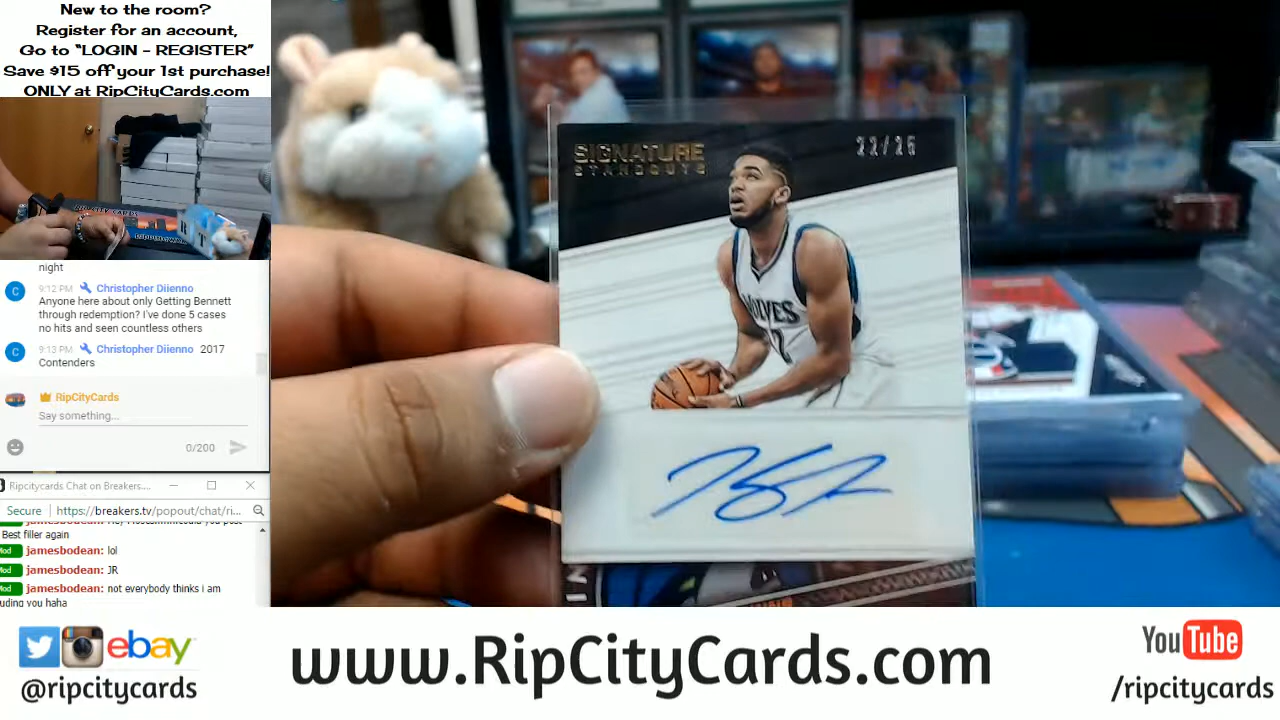 New to the room?
Register for an account,
Go to “LOGIN - REGISTER”
Save $15 off your 1st purchase!
ONLY at RipCityCards.com
night
C
9:12 PM Christopher Diienno
Anyone here about only Getting Bennett
through redemption? I've done 5 cases
no hits and seen countless others
C
9:13 PM Christopher Diienno 2017
Contenders
RipCityCards
Say something...
0/200
Ripcitycards Chat on Breakers....
Secure https://breakers.tv/popout/chat/ri...
Best filler again
jamesbodean: lol
jamesbodean: JR
jamesbodean: not everybody thinks i am
uding you haha
SIGNATURE
STANDOUTS
22/25
WOLVES
ebay
@ripcitycards
www.RipCityCards.com
YouTube
/ripcitycards